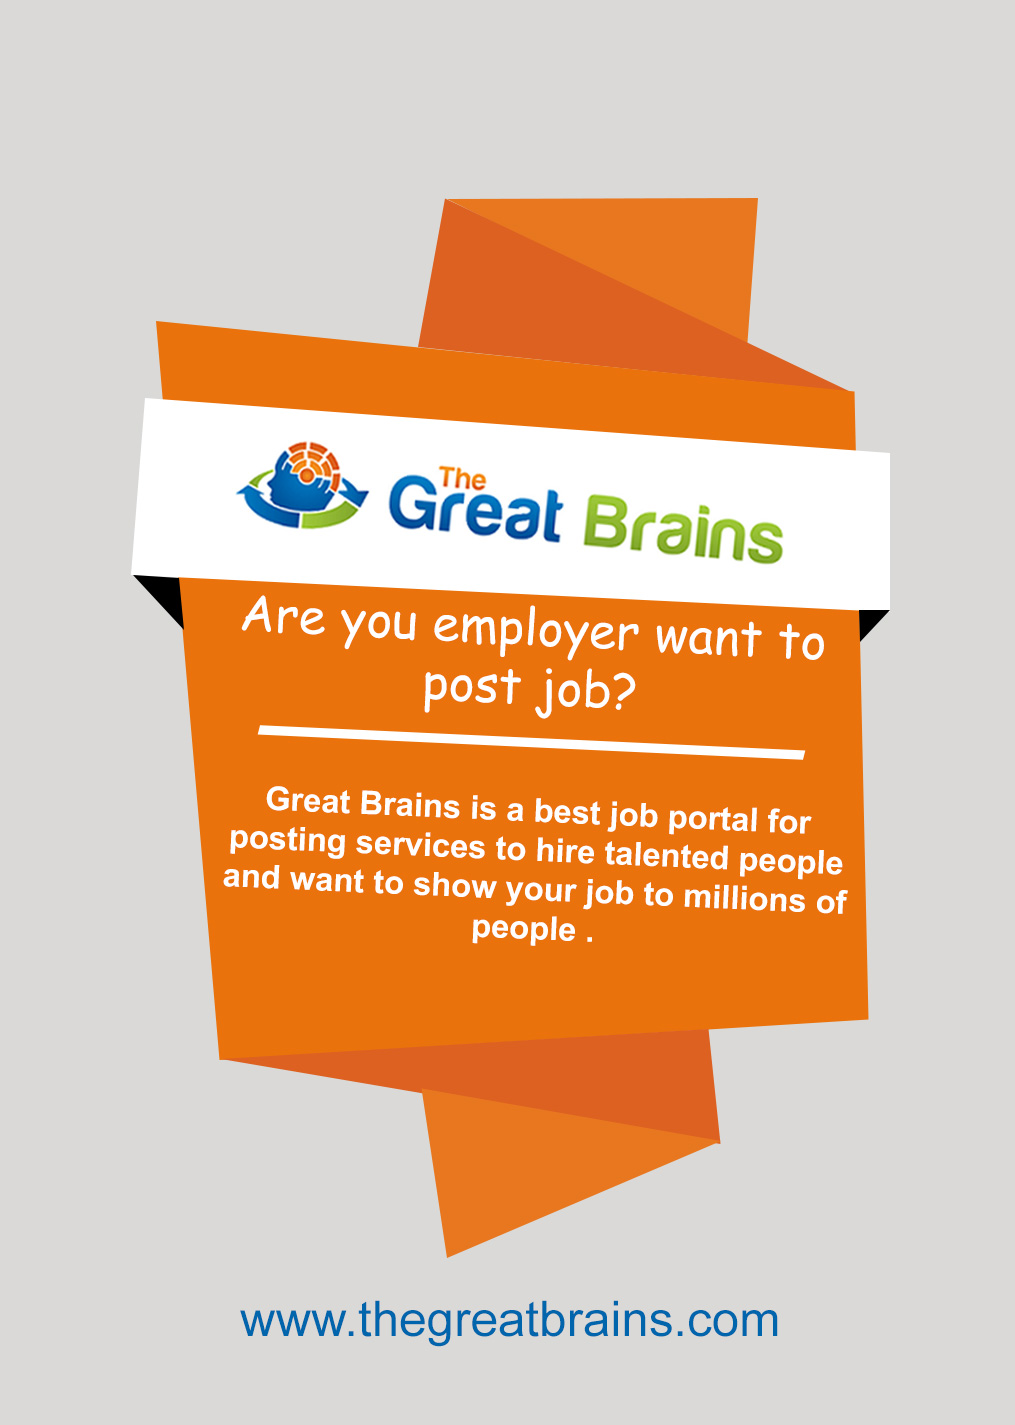 The
Great Brains
Are you employer want to
post job?
Great Brains is a best job portal for
posting services to hire talented people
and want to show your job to millions of
people .
www.thegreatbrains.com